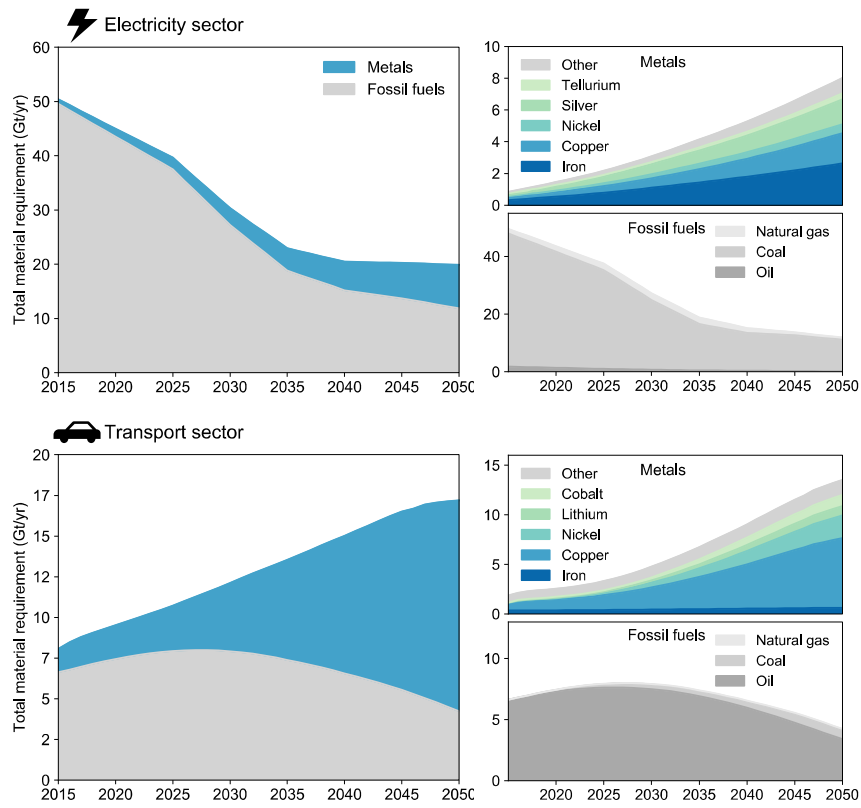 Electricity sector
Total material requirement (Gt/yr)
60
50
40
30
20
10
0
Metals
Fossil fuels
2015 2020 2025 2030 2035 2040 2045 2050
Metals
10
8
6
4
2
0
Other
Tellurium
Silver
Nickel
Copper
Iron
Fossil fuels
40
20
0
Natural gas
Coal
Oil
2020 2025 2030 2035 2040 2045 2050
Transport sector
Total material requirement (Gt/yr)
20
17
12
10
7
5
2
0
2015 2020 2025 2030 2035 2040 2045 2050
Metals
15
10
5
0
Other
Cobalt
Lithium
Nickel
Copper
Iron
Fossil fuels
10
5
0
Natural gas
Coal
Oil
2020 2025 2030 2035 2040 2045 2050